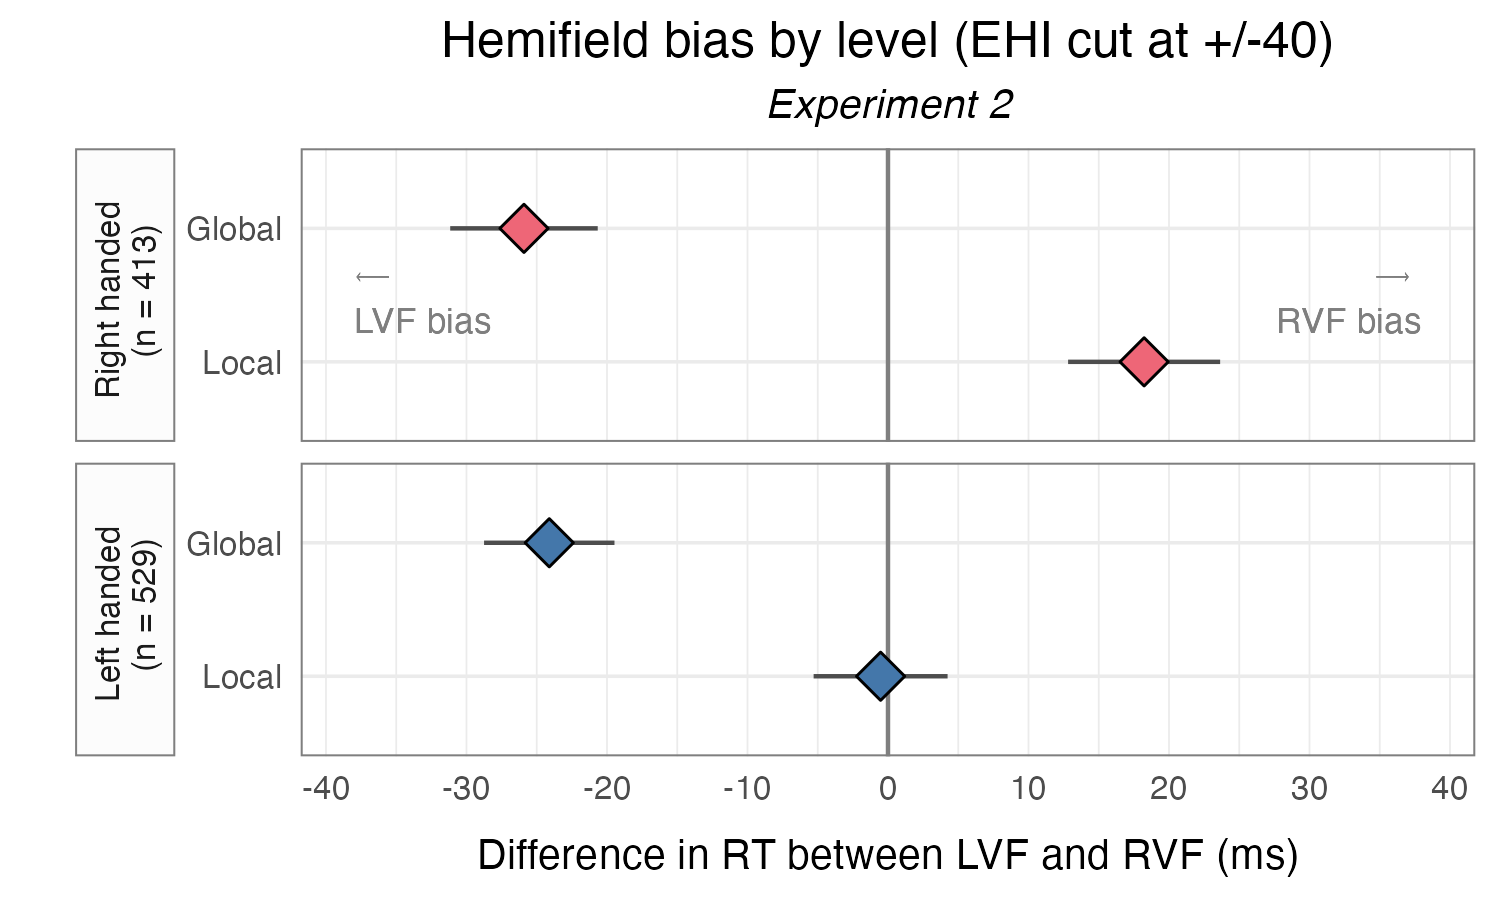 Hemifield bias by level (EHI cut at +/-40)
Experiment 2
Right handed
(n = 413)
Global
LVF bias
RVF bias
Local
Left handed
(n = 529)
Global
Local
-40 -30 -20 -10 0 10 20 30 40
Difference in RT between LVF and RVF (ms)